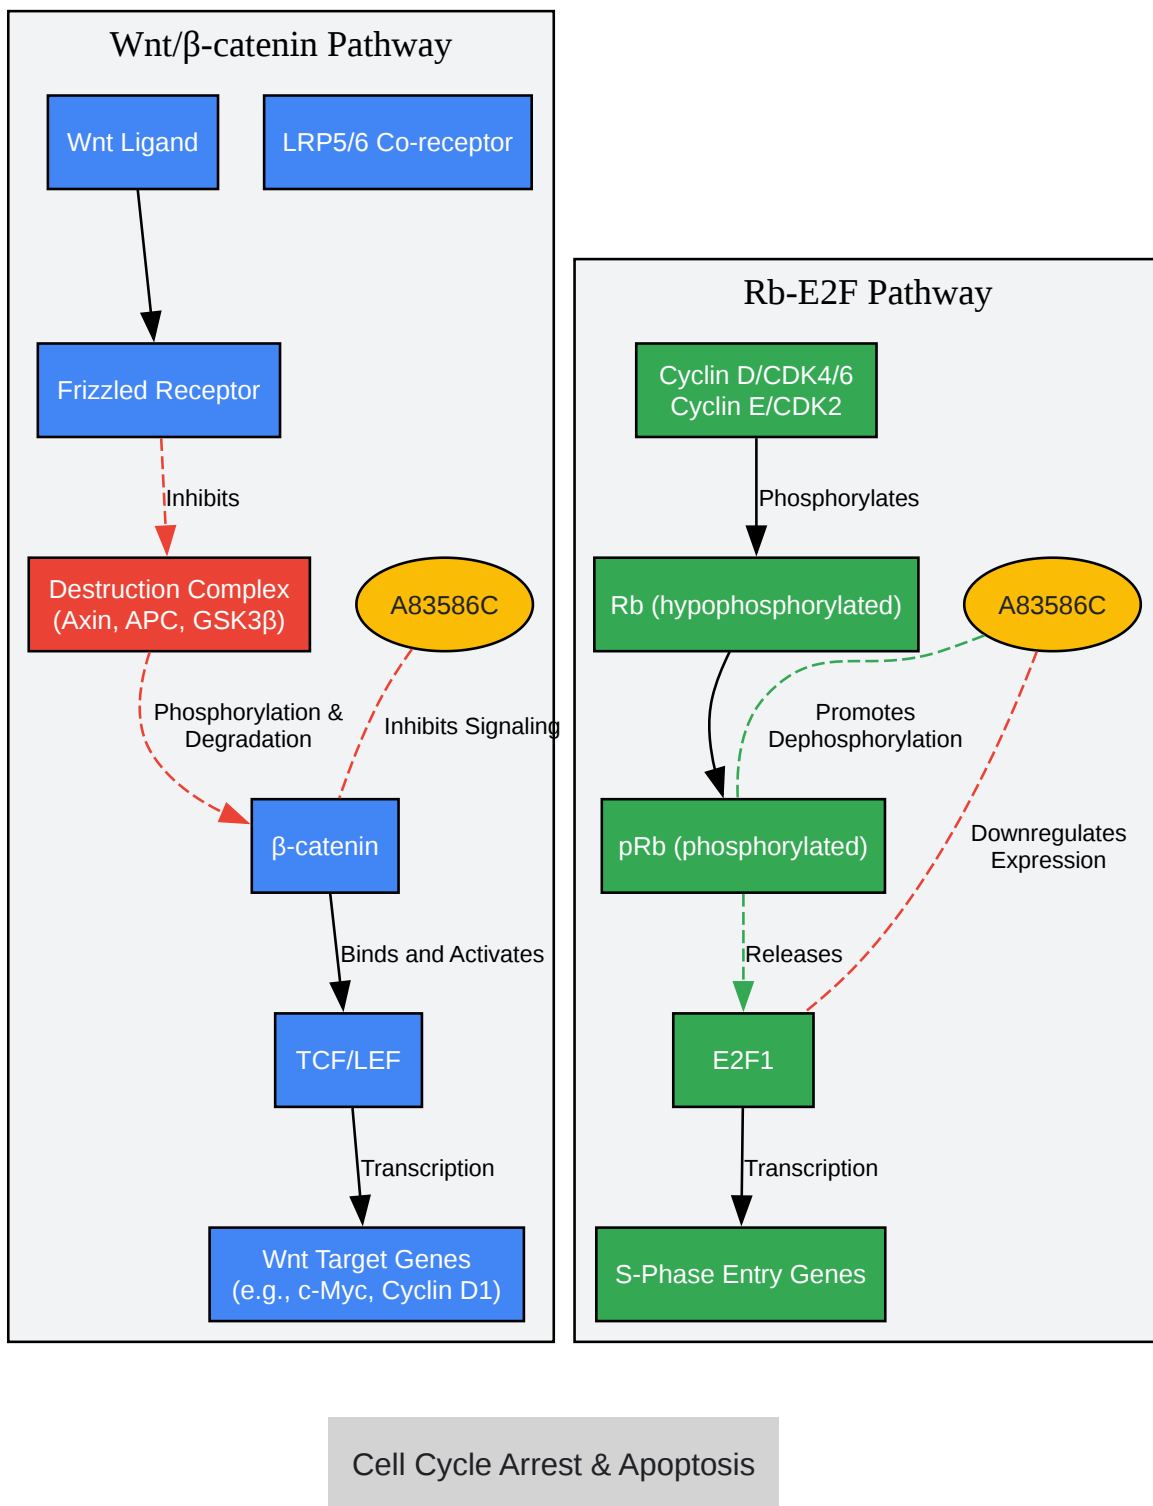 Wnt/β-catenin Pathway
Wnt Ligand
LRP5/6 Co-receptor
Frizzled Receptor
Inhibits
Destruction Complex
(Axin, APC, GSK3β)
A83586C
Phosphorylation &
Degradation
Inhibits Signaling
β-catenin
Binds and Activates
TCF/LEF
Transcription
Wnt Target Genes
(e.g., c-Myc, Cyclin D1)
Rb-E2F Pathway
Cyclin D/CDK4/6
Cyclin E/CDK2
Phosphorylates
Rb (hypophosphorylated)
A83586C
Promotes
Dephosphorylation
pRb (phosphorylated)
Downregulates
Expression
Releases
E2F1
Transcription
S-Phase Entry Genes
Cell Cycle Arrest & Apoptosis